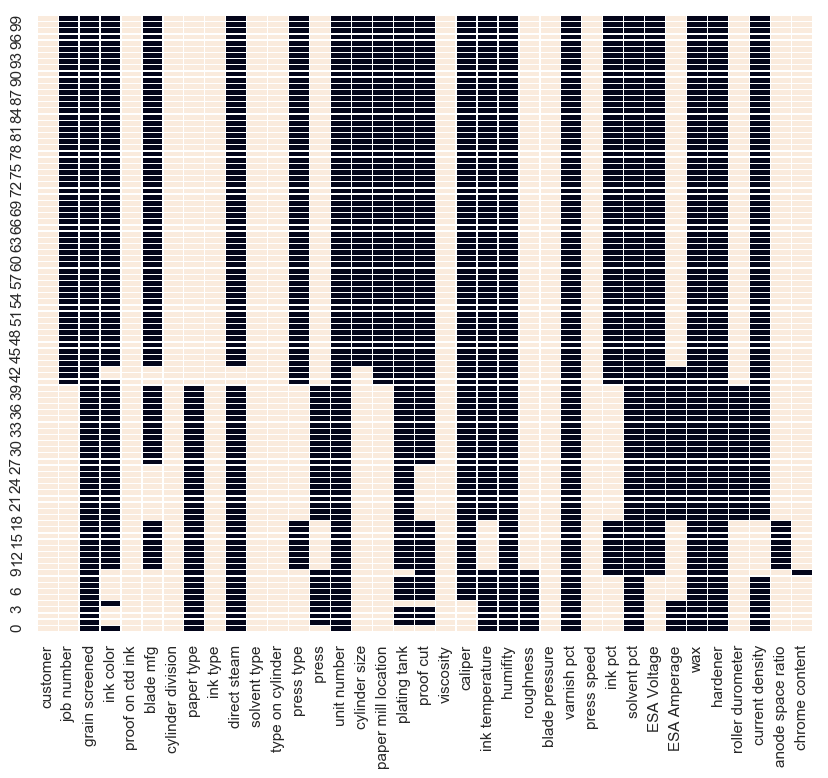 99
96
93
90
87
84
81
78
75
72
69
66
63
60
57
54
51
48
45
42
39
36
33
30
27
24
21
18
15
12
9
6
3
0
customer
job number
grain screened
ink color
proof on ctd ink
blade mfg
cylinder division
paper type
ink type
direct steam
solvent type
type on cylinder
press type
press
unit number
cylinder size
paper mill location
plating tank
proof cut
viscosity
caliper
ink temperature
humifity
roughness
blade pressure
varnish pct
press speed
ink pct
solvent pct
ESA Voltage
ESA Amperage
wax
hardener
roller durometer
current density
anode space ratio
chrome content